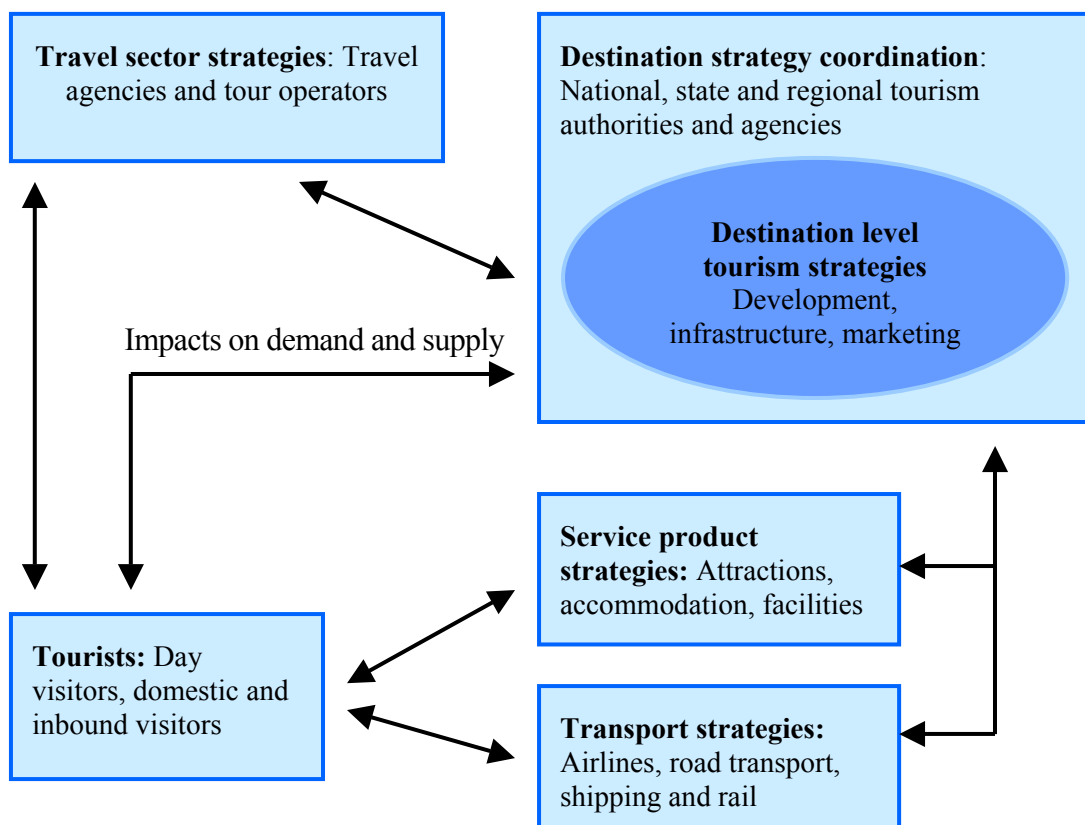 Travel sector strategies: Travel
agencies and tour operators
Destination strategy coordination:
National, state and regional tourism
authorities and agencies
Destination level
tourism strategies
Development,
infrastructure, marketing
Impacts on demand and supply
Service product
strategies: Attractions,
accommodation, facilities
Tourists: Day
visitors, domestic and
inbound visitors
Transport strategies:
Airlines, road transport,
shipping and rail